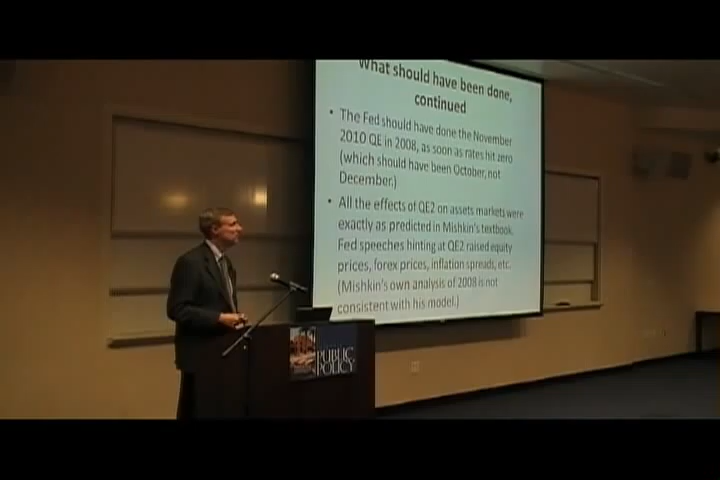 What should have been done,
continued
• The Fed should have done the November
2010 QE in 2008, as soon as rates hit zero
(which should have been October, not
December.)
• All the effects of QE2 on assets markets were
exactly as predicted in Mishkin's textbook.
Fed speeches hinting at QE2 raised equity
prices, forex prices, inflation spreads, etc.
(Mishkin's own analysis of 2008 is not
consistent with his model.)
PUBLIC
POLICY